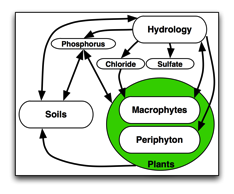 Hydrology
Phosphorus
Chloride
Sulfate
Macrophytes
Soils
Periphyton
Plants